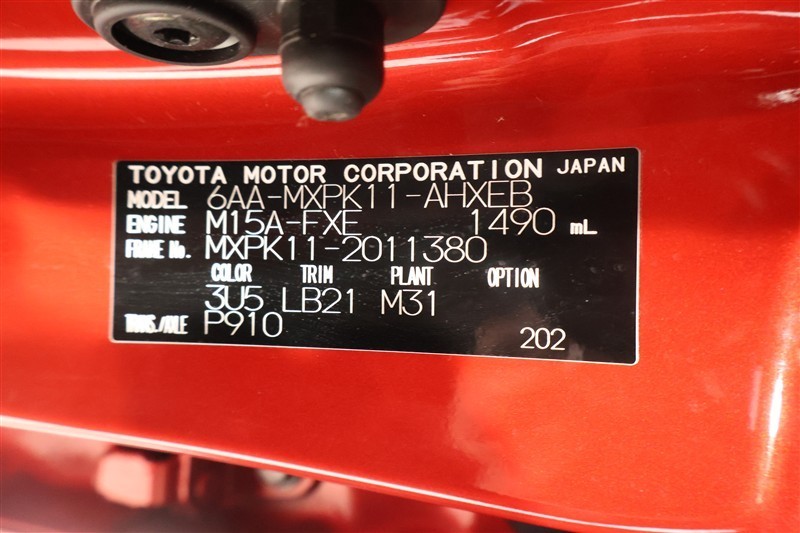 TOYOTA MOTOR CORPORATION JAPAN
MODEL 6AA-MXPK11-AHXEB
ENGINE M15A-FXE 1490 mL
FRAME No. MXPK11-2011380
COLOR TRIM PLANT OPTION
3U5 LB21 M31
TRANS./AXLE P910
202